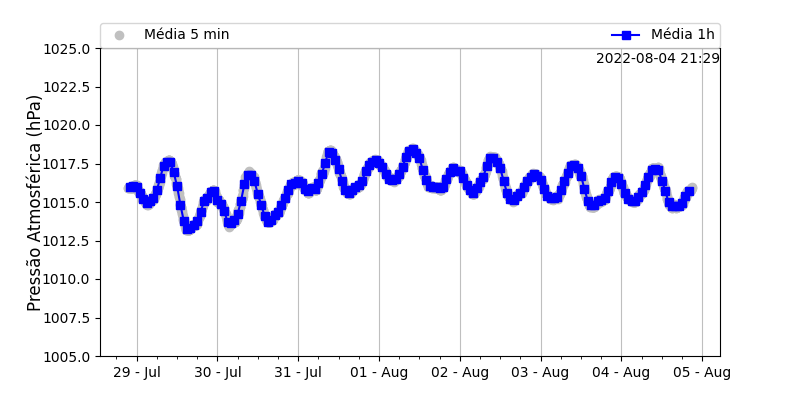 Média 5 min
Média 1h
2022-08-04 21:29
Pressão Atmosférica (hPa)
1025.0
1022.5
1020.0
1017.5
1015.0
1012.5
1010.0
1007.5
1005.0
29 - Jul
30 - Jul
31 - Jul
01 - Aug
02 - Aug
03 - Aug
04 - Aug
05 - Aug